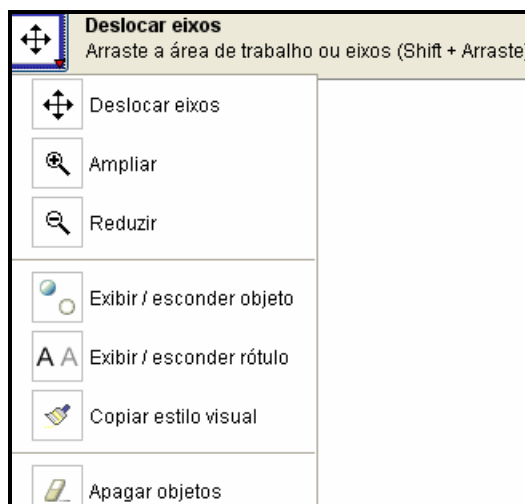 Deslocar eixos
Arraste a área de trabalho ou eixos (Shift + Arraste)
Deslocar eixos
Ampliar
Reduzir
Exibir / esconder objeto
A A Exibir / esconder rótulo
Copiar estilo visual
Apagar objetos